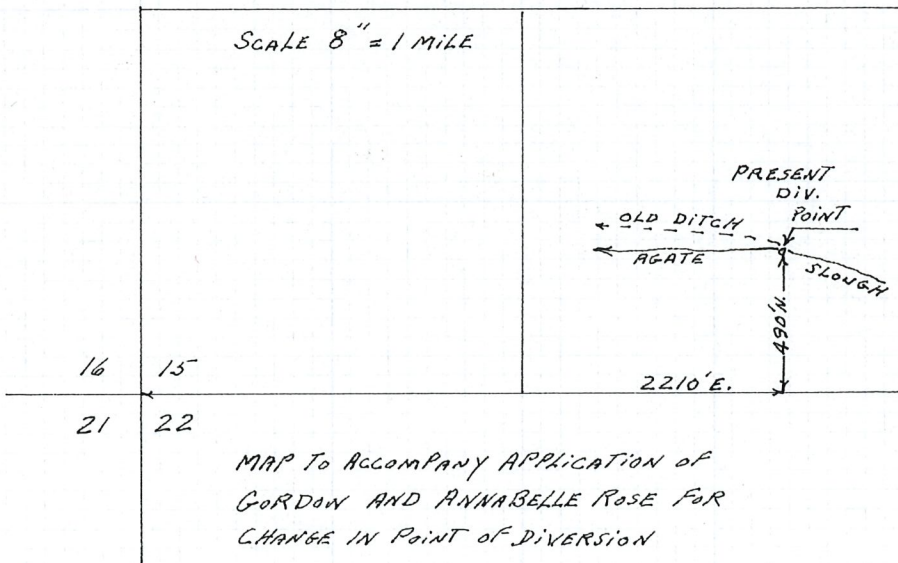 SCALE 8" = 1 MILE
PRESENT
DIV.
POINT
OLD DITCH
AGATE
SLOUGH
490'N.
16 15
2210'E.
21 22
MAP TO ACCOMPANY APPLICATION OF
GORDON AND ANNABELLE ROSE FOR
CHANGE IN POINT OF DIVERSION